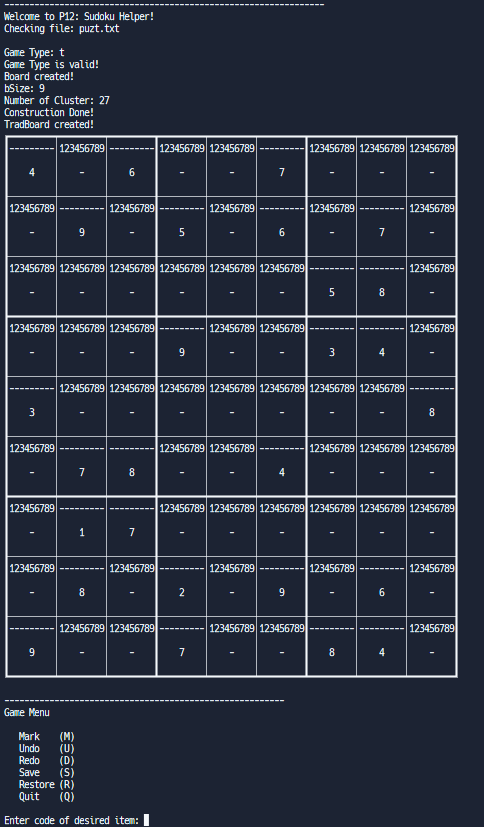 ----------------------------------------------------------------
Welcome to P12: Sudoku Helper!
Checking file: puzt.txt
Game Type: t
Game Type is valid!
Board created!
bSize: 9
Number of Cluster: 27
Construction Done!
TradBoard created!
--------- 123456789 --------- 123456789 123456789 --------- 123456789 123456789 123456789
4 - 6 - - 7 - - -
123456789 --------- 123456789 --------- 123456789 --------- 123456789 --------- 123456789
- 9 - 5 - 6 - 7 -
123456789 123456789 123456789 123456789 123456789 123456789 --------- --------- 123456789
- - - - - - 5 8 -
123456789 123456789 123456789 --------- 123456789 123456789 --------- --------- 123456789
- - - 9 - - 3 4 -
--------- 123456789 123456789 123456789 123456789 123456789 123456789 123456789 ---------
3 - - - - - - - 8
123456789 --------- --------- 123456789 123456789 --------- 123456789 123456789 123456789
- 7 8 - - 4 - - -
123456789 --------- --------- 123456789 123456789 123456789 123456789 123456789 123456789
- 1 7 - - - - - -
123456789 --------- 123456789 --------- 123456789 --------- 123456789 --------- 123456789
- 8 - 2 - 9 - 6 -
--------- 123456789 123456789 --------- 123456789 123456789 --------- --------- 123456789
9 - - 7 - - 8 4 -
--------------------------------------------------------
Game Menu
Mark (M)
Undo (U)
Redo (D)
Save (S)
Restore (R)
Quit (Q)
Enter code of desired item: